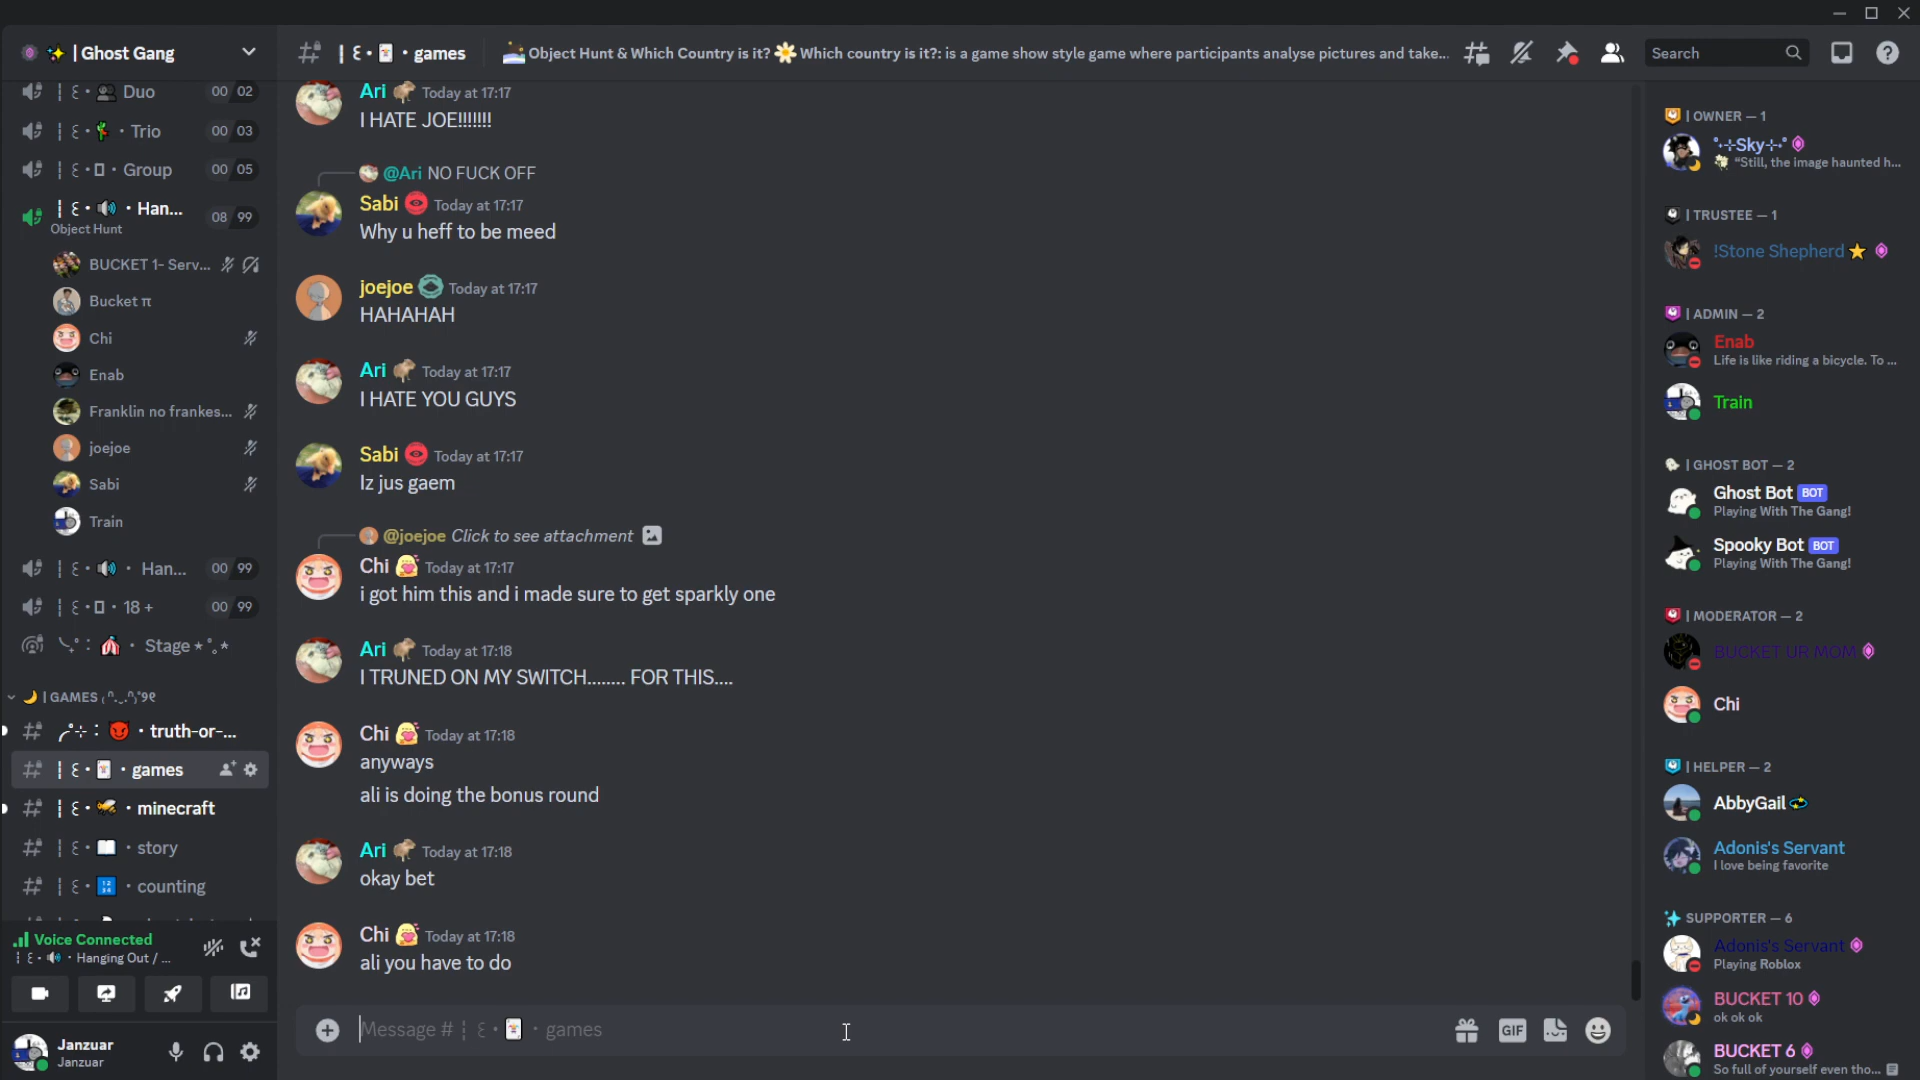 | Ghost Gang
Duo 00 02
Trio 00 03
Group 00 05
Han... 08 99
Object Hunt
BUCKET 1- Serv...
Bucket π
Chi
Enab
Franklin no frankes...
joejoe
Sabi
Train
Han... 00 99
18 + 00 99
Stage
| GAMES
truth-or-...
games
minecraft
story
counting
Voice Connected
Hanging Out / ...
Janzuar
Janzuar
games
Object Hunt & Which Country is it? Which country is it?: is a game show style game where participants analyse pictures and take...
Search
Ari Today at 17:17
I HATE JOE!!!!!!!
@Ari NO FUCK OFF
Sabi Today at 17:17
Why u heff to be meed
joejoe Today at 17:17
HAHAHAH
Ari Today at 17:17
I HATE YOU GUYS
Sabi Today at 17:17
Iz jus gaem
@joejoe Click to see attachment
Chi Today at 17:17
i got him this and i made sure to get sparkly one
Ari Today at 17:18
I TRUNED ON MY SWITCH........ FOR THIS....
Chi Today at 17:18
anyways
ali is doing the bonus round
Ari Today at 17:18
okay bet
Chi Today at 17:18
ali you have to do
Message # games
GIF
| OWNER — 1
Sky
"Still, the image haunted h...
| TRUSTEE — 1
!Stone Shepherd
| ADMIN — 2
Enab
Life is like riding a bicycle. To ...
Train
| GHOST BOT — 2
Ghost Bot BOT
Playing With The Gang!
Spooky Bot BOT
Playing With The Gang!
| MODERATOR — 2
BUCKET UR MOM
Chi
| HELPER — 2
AbbyGail
Adonis's Servant
I love being favorite
SUPPORTER — 6
Adonis's Servant
Playing Roblox
BUCKET 10
ok ok ok
BUCKET 6
So full of yourself even tho...